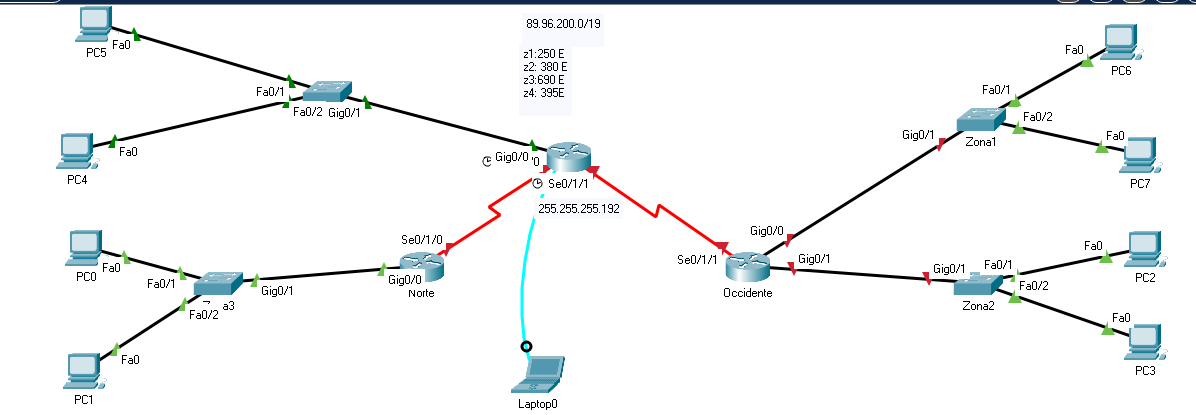 89.96.200.0/19
z1:250 E
z2: 380 E
z3:690 E
z4: 395E
PC5
Fa0
Fa0/1
Fa0/2
Gig0/1
Fa0
PC4
Gig0/0
'0
Se0/1/1
255.255.255.192
Se0/1/0
Gig0/0
Norte
PC0
Fa0
Fa0/1
Gig0/1
a3
Fa0/2
Fa0
PC1
Laptop0
Fa0
PC6
Fa0/1
Fa0/2
Gig0/1
Zona1
Fa0
PC7
Gig0/0
Se0/1/1
Gig0/1
Occidente
Gig0/1
Fa0/1
Fa0/2
Zona2
Fa0
PC2
Fa0
PC3